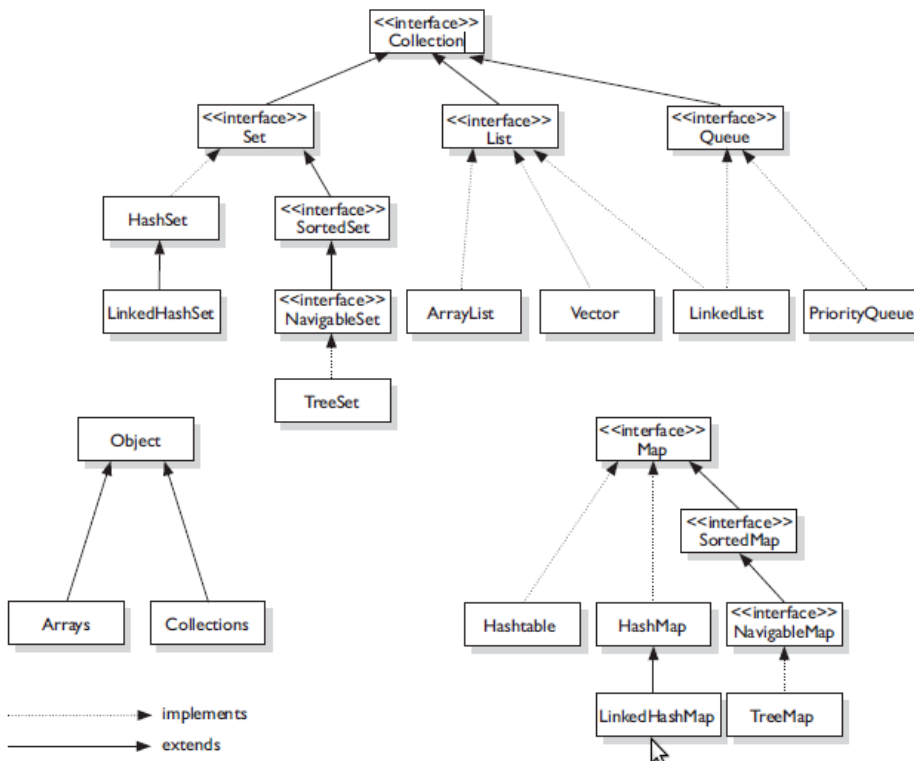 <<interface>>
Collection
<<interface>>
Set
<<interface>>
List
<<interface>>
Queue
HashSet
<<interface>>
SortedSet
LinkedHashSet
<<interface>>
NavigableSet
ArrayList
Vector
LinkedList
PriorityQueue
TreeSet
Object
<<interface>>
Map
<<interface>>
SortedMap
Arrays
Collections
Hashtable
HashMap
<<interface>>
NavigableMap
LinkedHashMap
TreeMap
implements
extends